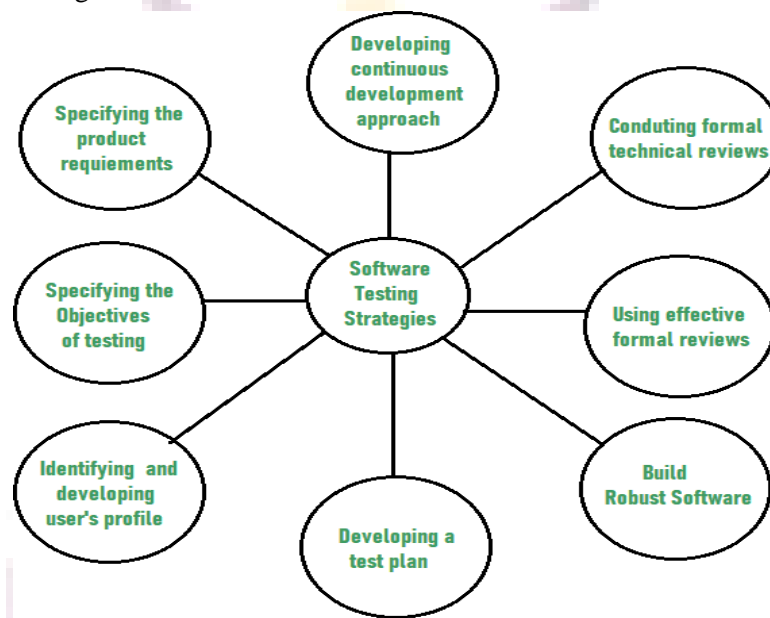 Developing
continuous
development
approach
Specifying the
product
requiements
Conduting formal
technical reviews
Software
Testing
Strategies
Specifying the
Objectives
of testing
Using effective
formal reviews
Identifying and
developing
user's profile
Developing a
test plan
Build
Robust Software